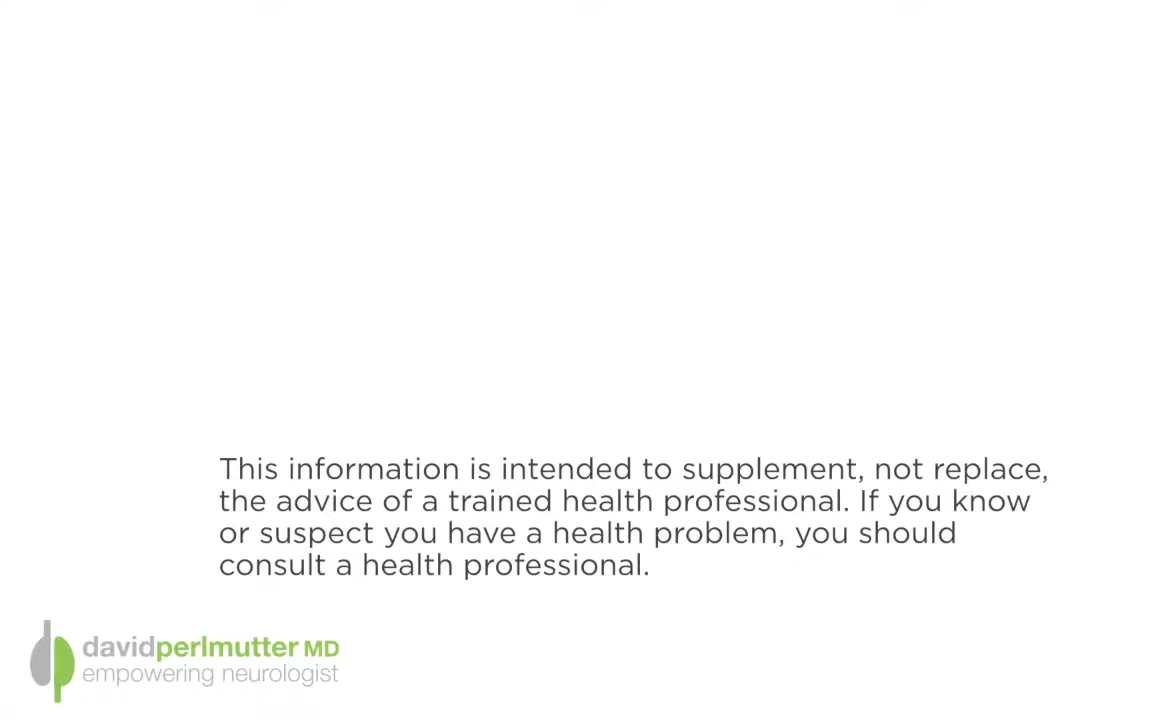 This information is intended to supplement, not replace,
the advice of a trained health professional. If you know
or suspect you have a health problem, you should
consult a health professional.
davidperlmutter MD
empowering neurologist